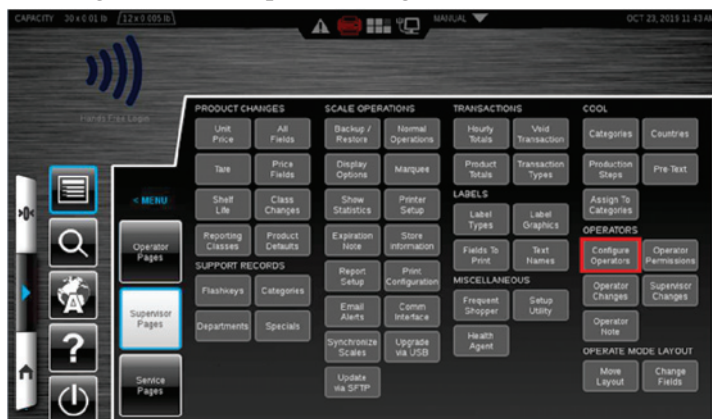 CAPACITY 30 x 0.01 lb / 12 x 0.005 lb
MANUAL
OCT 23, 2019 11:43 AM
Hands Free Login
>0<
A
?
< MENU
Operator
Pages
Supervisor
Pages
Service
Pages
PRODUCT CHANGES
Unit
Price
All
Fields
Tare
Price
Fields
Shelf
Life
Class
Changes
Reporting
Classes
Product
Defaults
SUPPORT RECORDS
Flashkeys
Categories
Departments
Specials
SCALE OPERATIONS
Backup /
Restore
Normal
Operations
Display
Options
Marquee
Show
Statistics
Printer
Setup
Expiration
Note
Store
Information
Report
Setup
Print
Configuration
Email
Alerts
Comm
Interface
Synchronize
Scales
Upgrade
via USB
Update
via SFTP
TRANSACTIONS
Hourly
Totals
Void
Transaction
Product
Totals
Transaction
Types
LABELS
Label
Types
Label
Graphics
Fields To
Print
Text
Names
MISCELLANEOUS
Frequent
Shopper
Setup
Utility
Health
Agent
COOL
Categories
Countries
Production
Steps
Pre-Text
Assign To
Categories
OPERATORS
Configure
Operators
Operator
Permissions
Operator
Changes
Supervisor
Changes
Operator
Note
OPERATE MODE LAYOUT
Move
Layout
Change
Fields